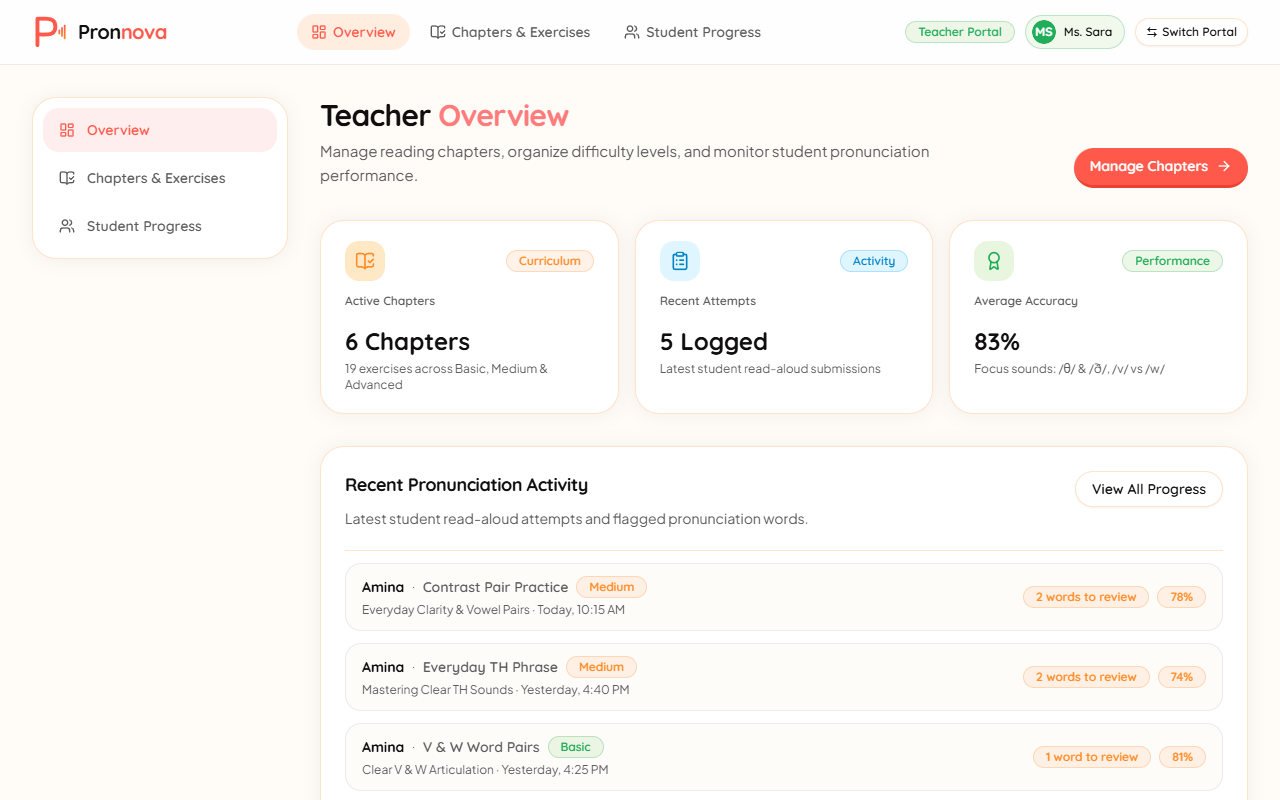 Pronnova
Overview
Chapters & Exercises
Student Progress
Teacher Portal
MS
Ms. Sara
Switch Portal
Overview
Chapters & Exercises
Student Progress
Teacher Overview
Manage reading chapters, organize difficulty levels, and monitor student pronunciation
performance.
Manage Chapters
Curriculum
Active Chapters
6 Chapters
19 exercises across Basic, Medium &
Advanced
Activity
Recent Attempts
5 Logged
Latest student read-aloud submissions
Performance
Average Accuracy
83%
Focus sounds: /θ/ & /ð/, /v/ vs /w/
Recent Pronunciation Activity
View All Progress
Latest student read-aloud attempts and flagged pronunciation words.
Amina · Contrast Pair Practice Medium
Everyday Clarity & Vowel Pairs · Today, 10:15 AM
2 words to review 78%
Amina · Everyday TH Phrase Medium
Mastering Clear TH Sounds · Yesterday, 4:40 PM
2 words to review 74%
Amina · V & W Word Pairs Basic
Clear V & W Articulation · Yesterday, 4:25 PM
1 word to review 81%